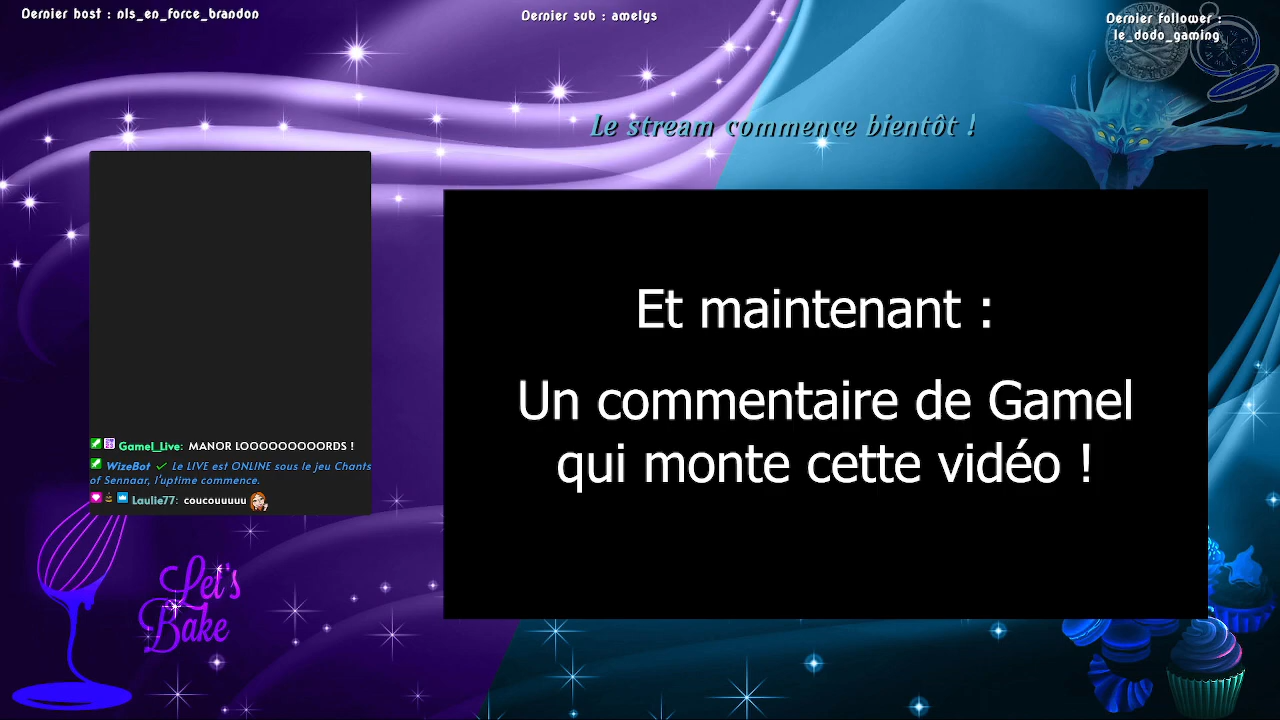 Dernier host : nls_en_force_brandon
Dernier sub : amelgs
Dernier follower :
le_dodo_gaming
Le stream commence bientôt !
Et maintenant :
Un commentaire de Gamel
qui monte cette vidéo !
Gamel_Live: MANOR LOOOOOOOOORDS !
WizeBot ✓ Le LIVE est ONLINE sous le jeu Chants
of Sennaar, l'uptime commence.
Laulie77: coucouuuuu
Let's
Bake